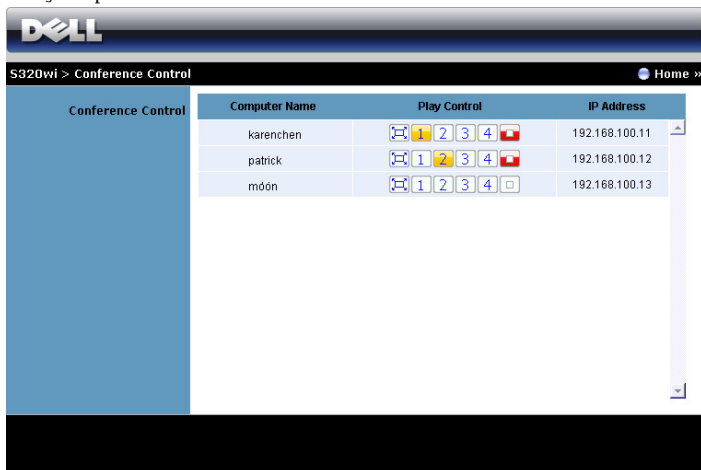 DELL
S320wi > Conference Control Home »
Conference Control Computer Name Play Control IP Address
karenchen 1 2 3 4 192.168.100.11
patrick 1 2 3 4 192.168.100.12
móón 1 2 3 4 192.168.100.13